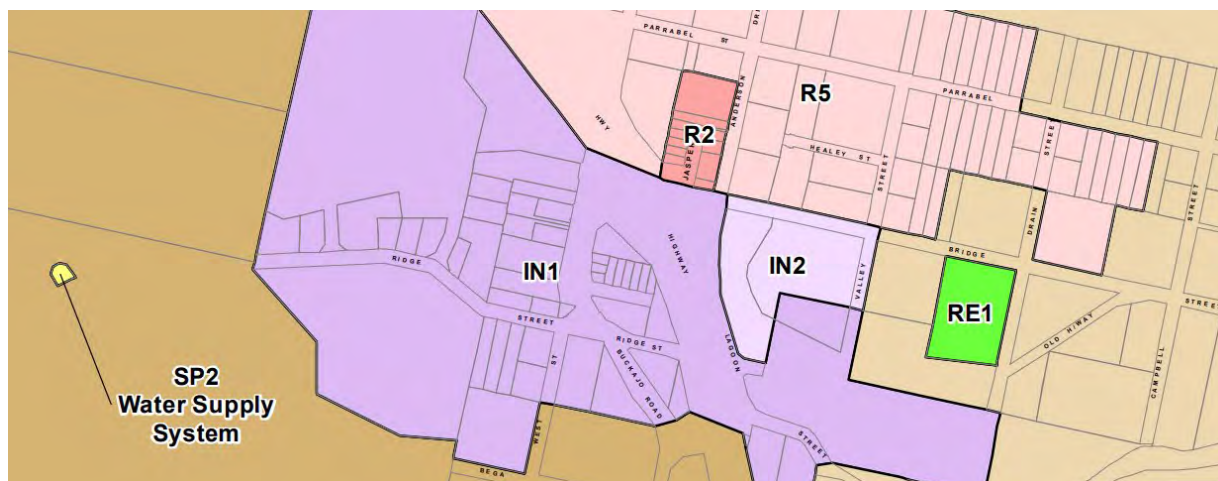 DRAIN
PARRABEL ST
R5
PARRABEL
ANDERSON
HWY
R2
JASPER
HEALEY ST
STREET
STREE
STREET
DRAIN
BRIDGE
HIGHWAY
IN2
VALLEY
RIDGE
IN1
RE1
STREET
OLD HIWAY
STREET
RIDGE ST
LAGOON
CAMPBELL
SP2
Water Supply
System
BUCKAJO ROAD
ST
WEST
STREET
BEGA